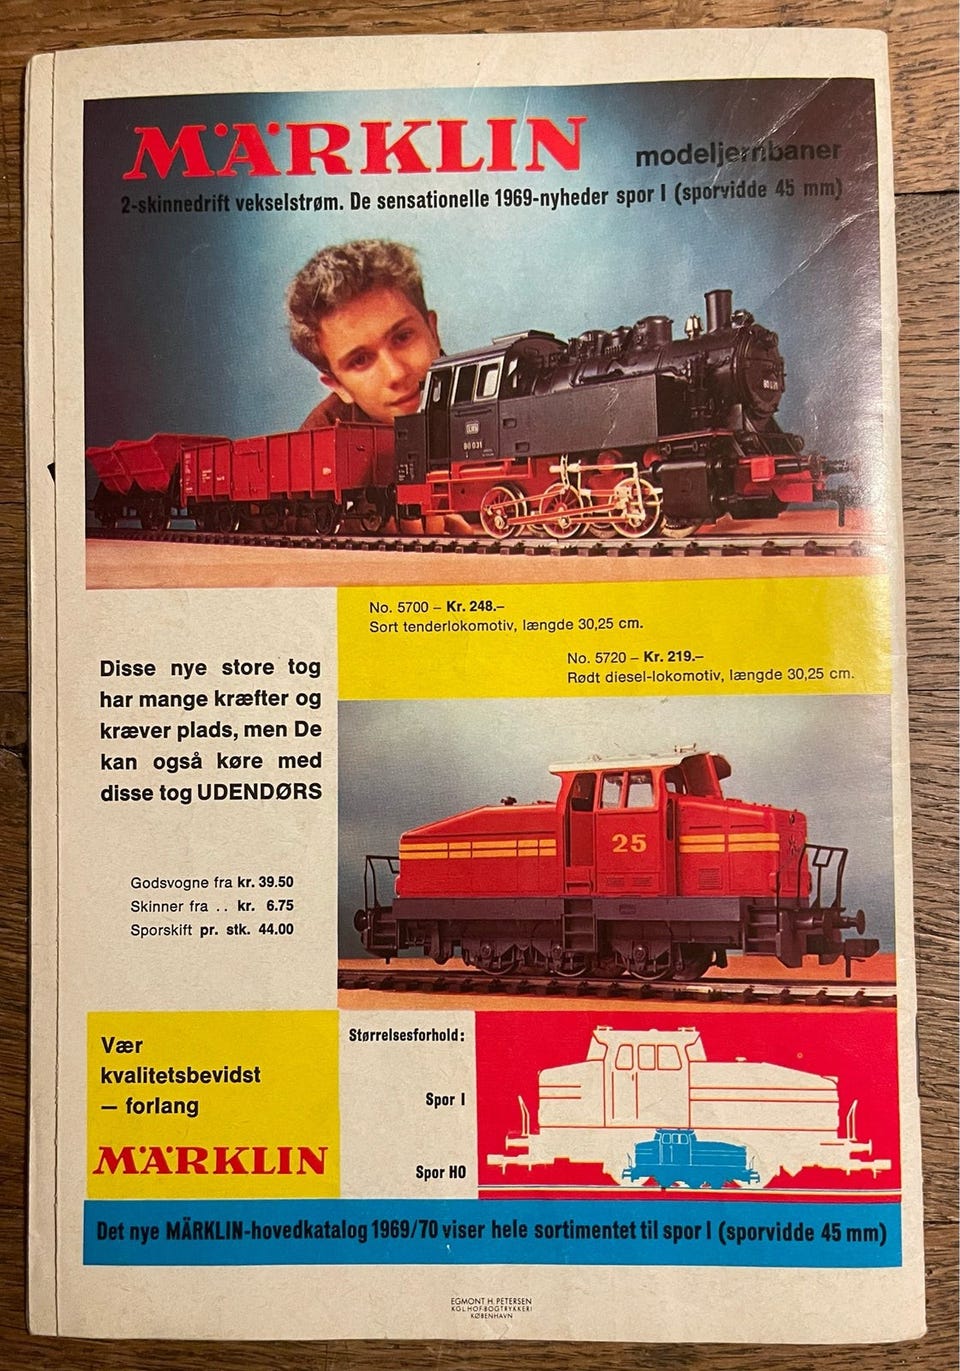 MÄRKLIN modeljernbaner
2-skinnedrift vekselstrøm. De sensationelle 1969-nyheder spor I (sporvidde 45 mm)
80 031
80 031
No. 5700 – Kr. 248.–
Sort tenderlokomotiv, længde 30,25 cm.
No. 5720 – Kr. 219.–
Rødt diesel-lokomotiv, længde 30,25 cm.
Disse nye store tog
har mange kræfter og
kræver plads, men De
kan også køre med
disse tog UDENDØRS
25
Godsvogne fra kr. 39.50
Skinner fra .. kr. 6.75
Sporskift pr. stk. 44.00
Vær
kvalitetsbevidst
— forlang
MÄRKLIN
Størrelsesforhold:
Spor I
Spor HO
Det nye MÄRKLIN-hovedkatalog 1969/70 viser hele sortimentet til spor I (sporvidde 45 mm)
EGMONT H. PETERSEN
KGL. HOF-BOGTRYKKERI
KØBENHAVN